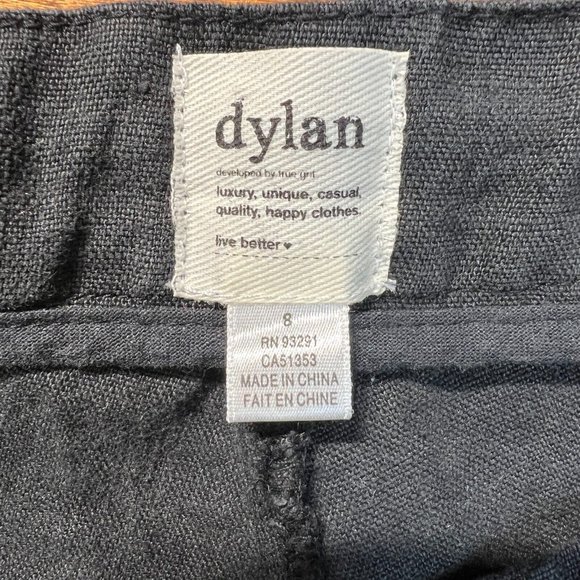 dylan
developed by true grit
luxury, unique, casual,
quality, happy clothes.
live better ♥
8
RN 93291
CA51353
MADE IN CHINA
FAIT EN CHINE